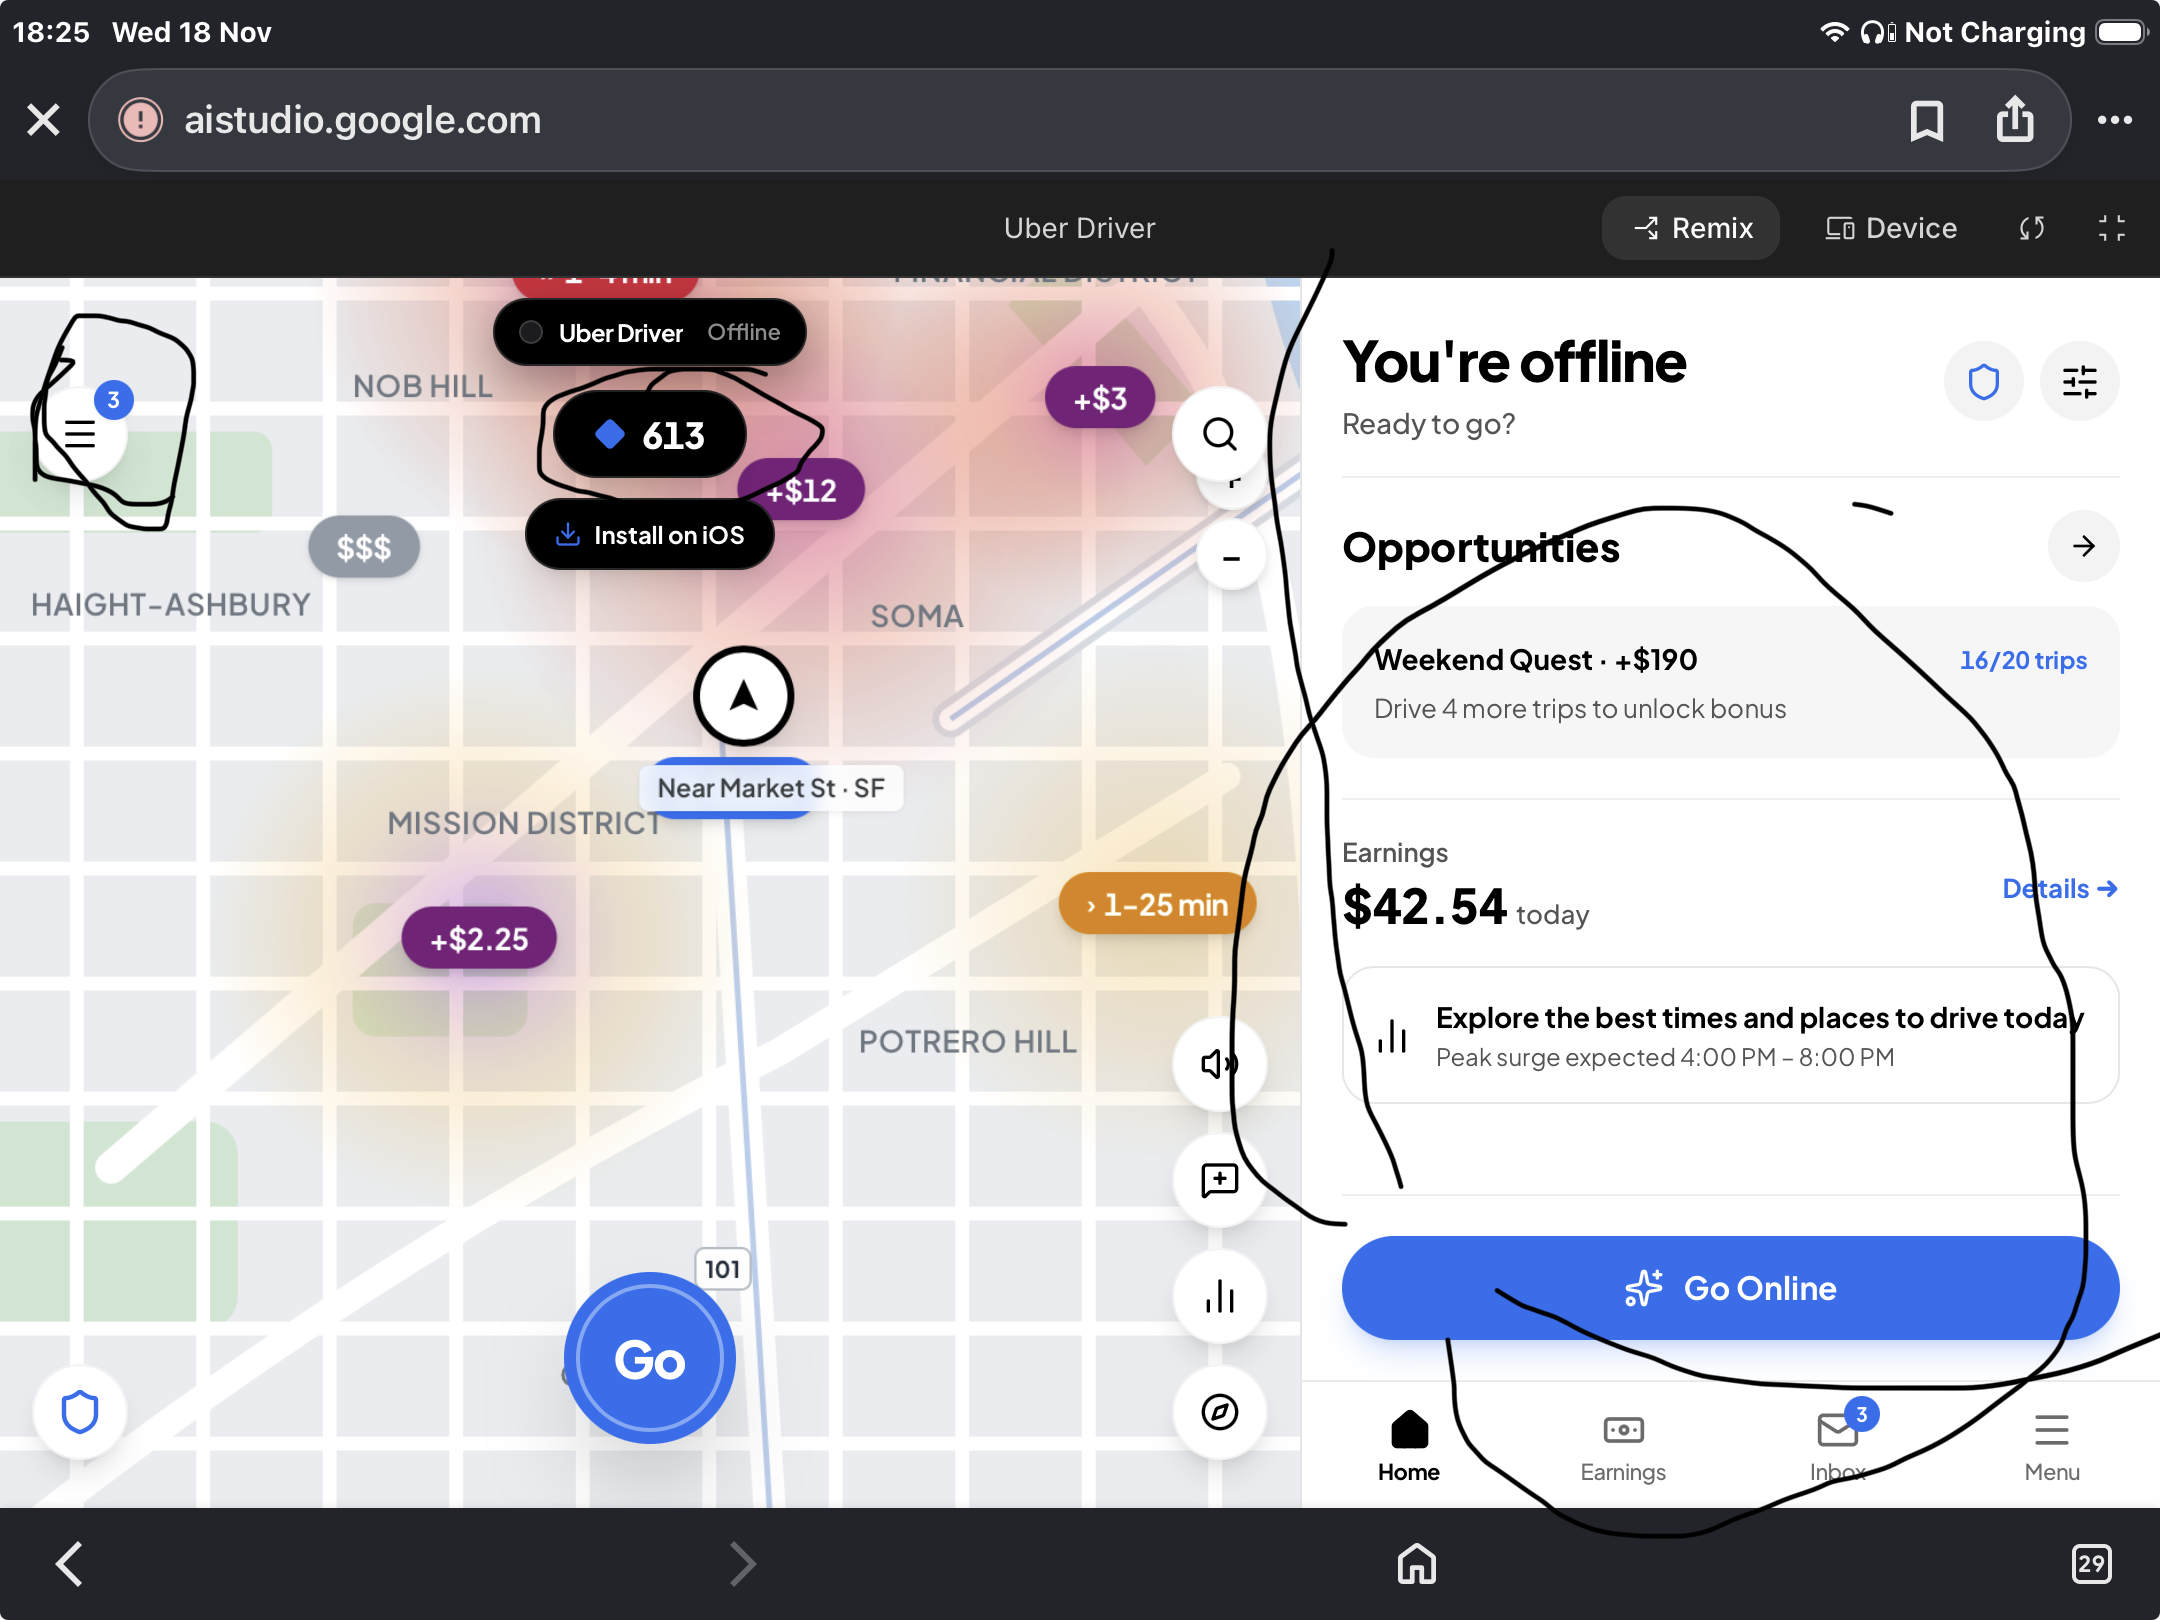 18:25 Wed 18 Nov
Not Charging
aistudio.google.com
Uber Driver
Remix
Device
FINANCIAL DISTRICT
Uber Driver Offline
NOB HILL
3
613
+$3
+$12
Install on iOS
$$$
HAIGHT-ASHBURY
SOMA
Near Market St · SF
MISSION DISTRICT
+$2.25
› 1-25 min
POTRERO HILL
101
Go
You're offline
Ready to go?
Opportunities
Weekend Quest · +$190
16/20 trips
Drive 4 more trips to unlock bonus
Earnings
$42.54 today
Details →
Explore the best times and places to drive today
Peak surge expected 4:00 PM – 8:00 PM
Go Online
3
Home
Earnings
Inbox
Menu
29